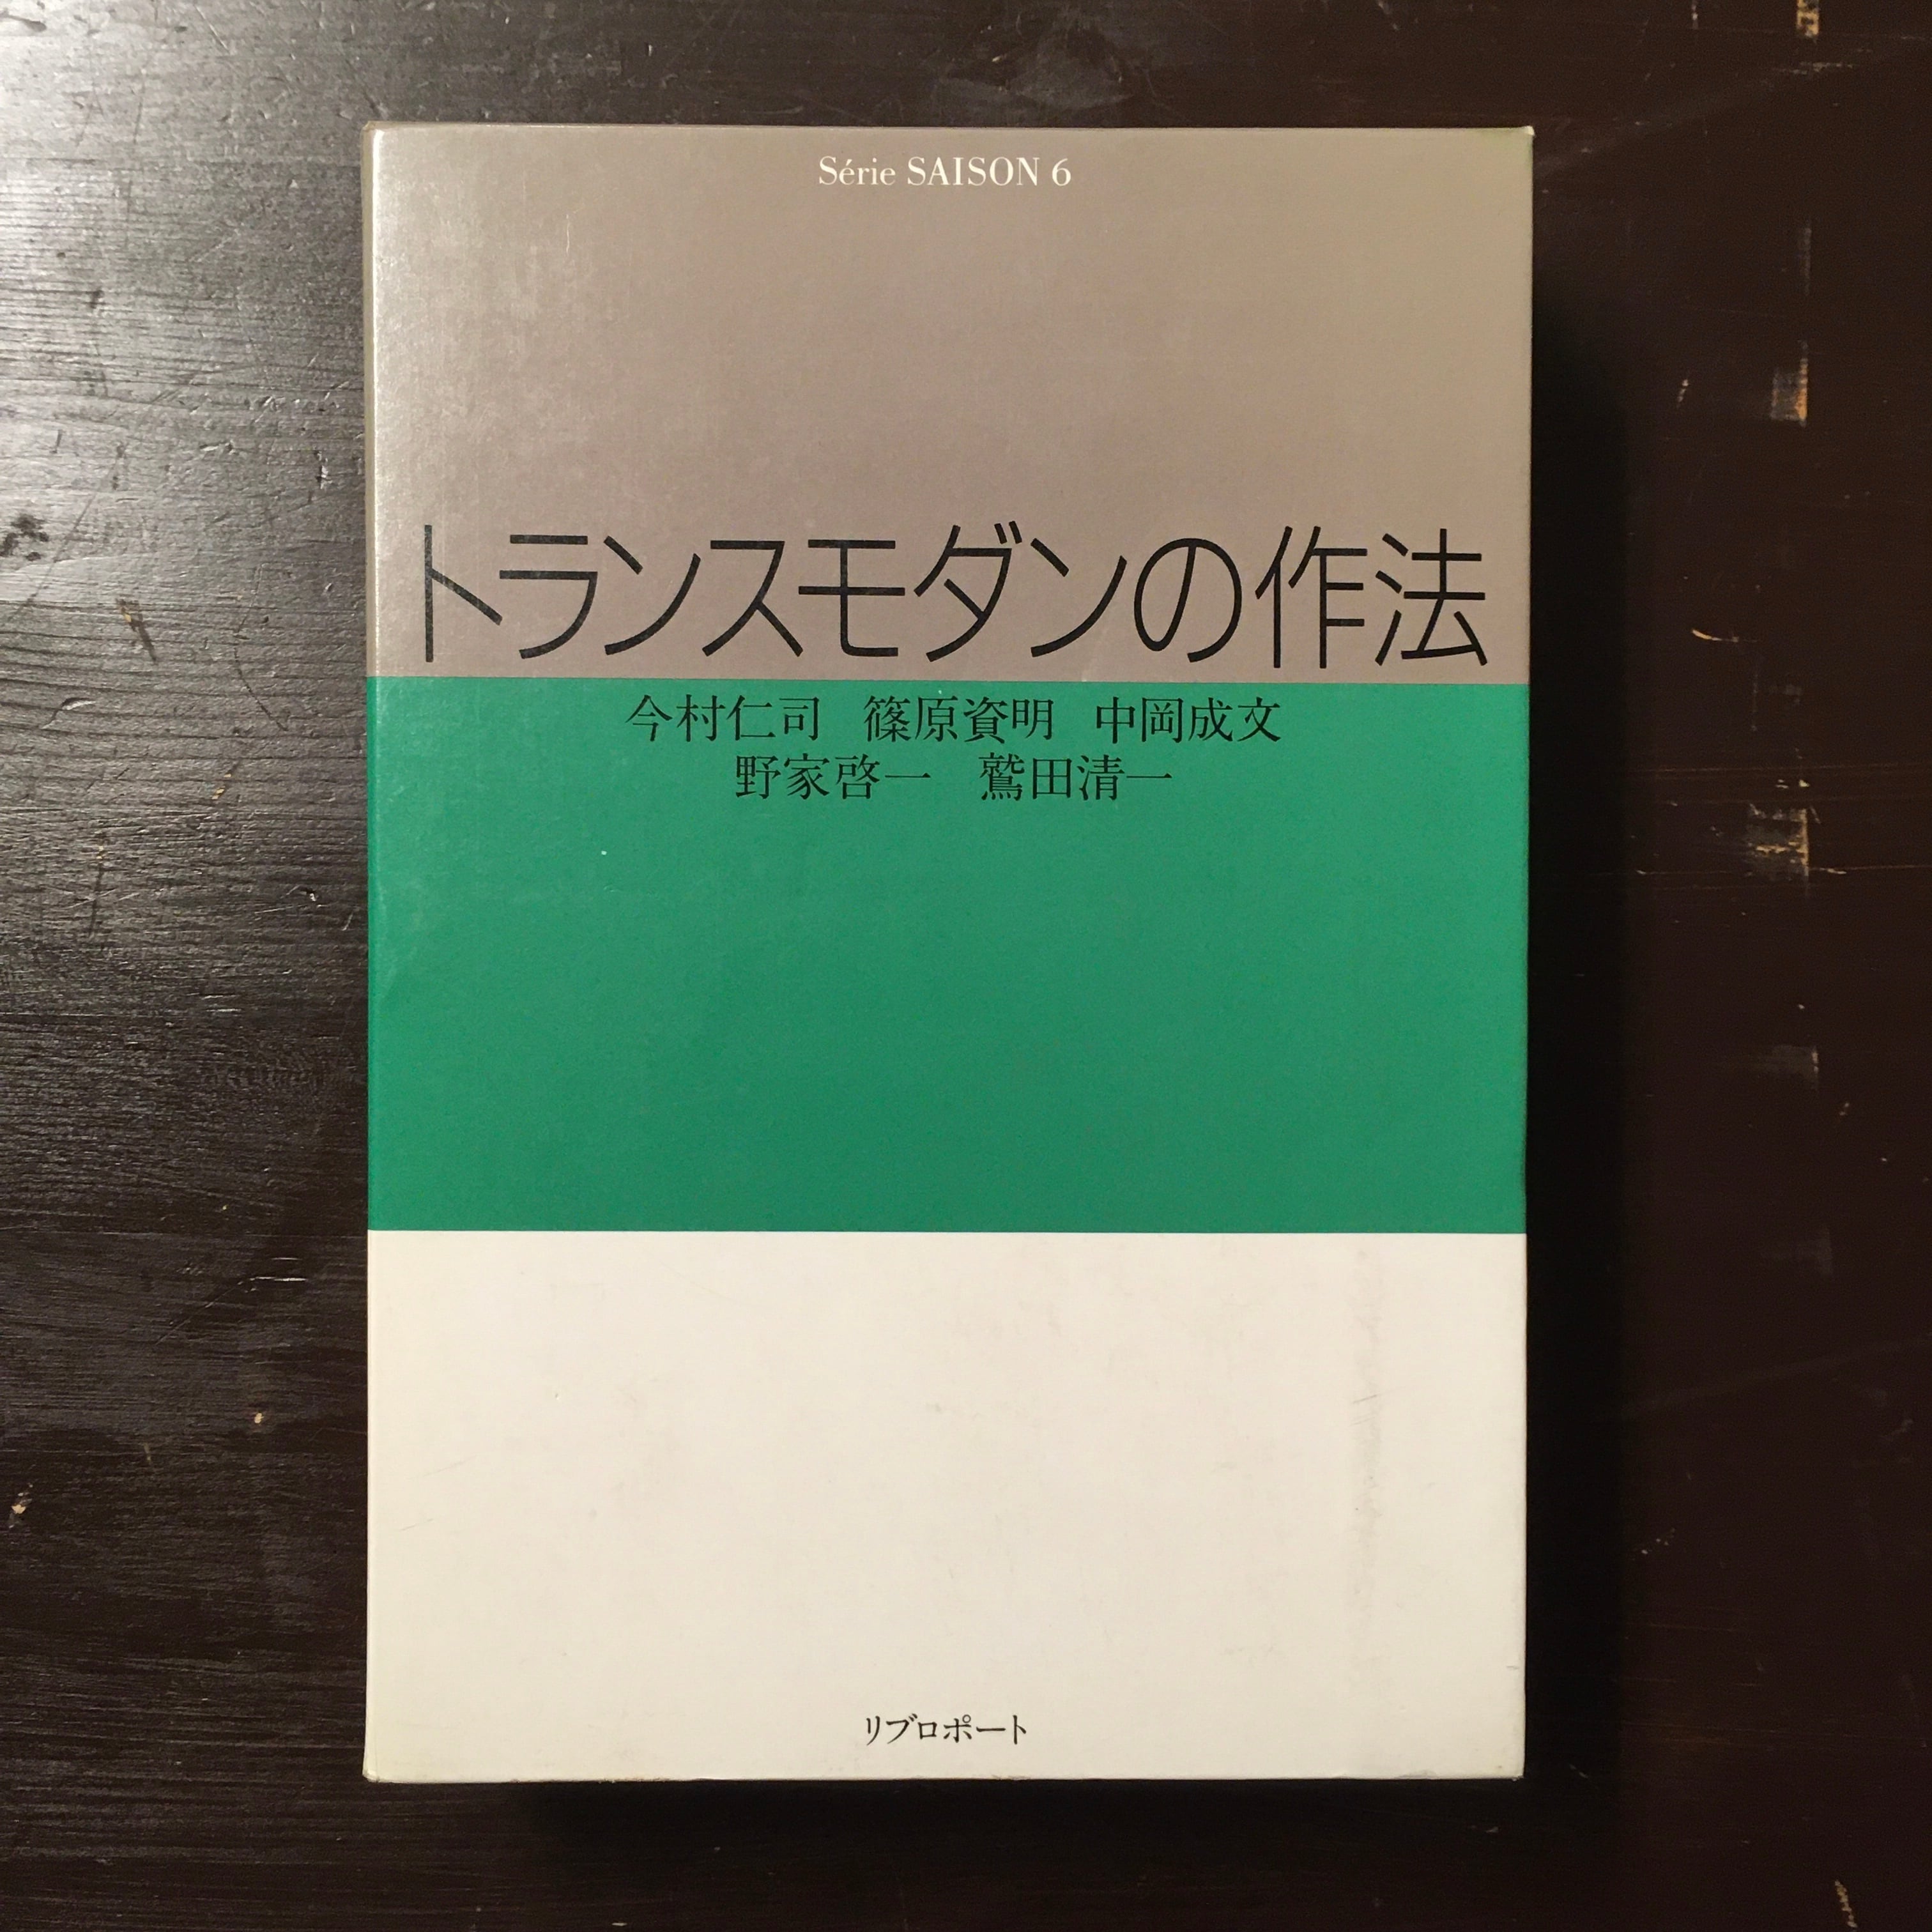 Série SAISON 6
トランスモダンの作法
今村仁司 篠原資明 中岡成文
野家啓一 鷲田清一
リブロポート